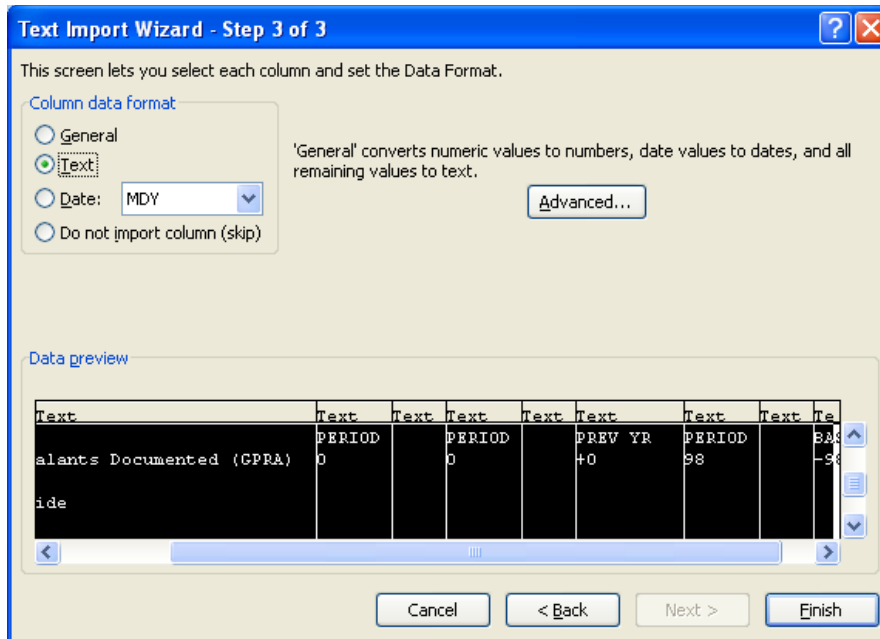 Text Import Wizard - Step 3 of 3
This screen lets you select each column and set the Data Format.
Column data format
General
Text
Date: MDY
Do not import column (skip)
'General' converts numeric values to numbers, date values to dates, and all
remaining values to text.
Advanced...
Data preview
Text Text Text Text Text Text Text Text Te
PERIOD PERIOD PREV YR PERIOD BAS
alants Documented (GPRA) 0 0 +0 98 -98
ide
Cancel < Back Next > Finish